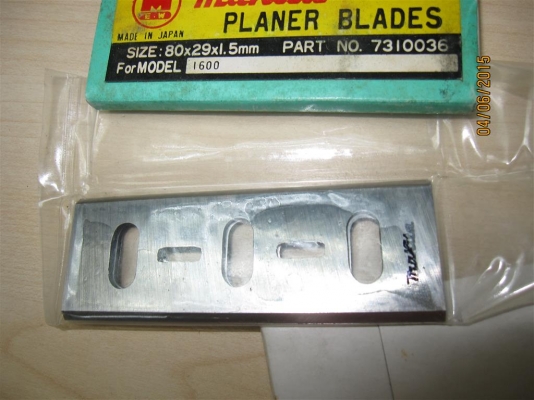 M
PLANER BLADES
MADE IN JAPAN
SIZE: 80x29x1.5mm PART NO. 7310036
For MODEL 1600
04/06/2015